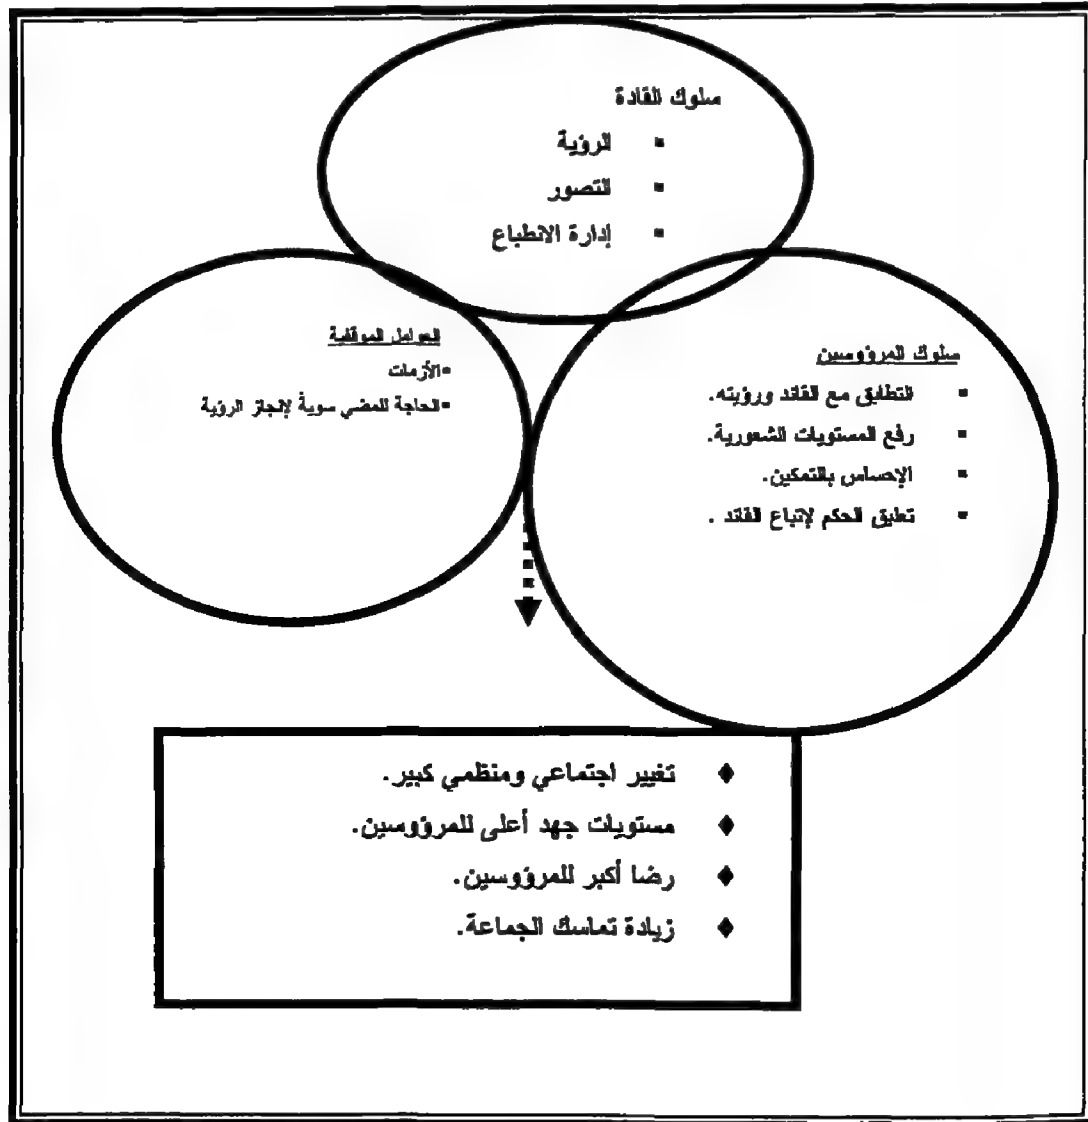 سلوك القادة
▪ الرؤية
▪ التصور
▪ إدارة الانطباع
العوامل الموقفية
▪الأزمات
▪الحاجة للمضي سويةً لإنجاز الرؤية
سلوك المرؤوسين
▪ التطابق مع القائد ورؤيته.
▪ رفع المستويات الشعورية.
▪ الإحساس بالتمكين.
▪ تعليق الحكم لإتباع القائد .
♦ تغيير اجتماعي ومنظمي كبير.
♦ مستويات جهد أعلى للمرؤوسين.
♦ رضا أكبر للمرؤوسين.
♦ زيادة تماسك الجماعة.